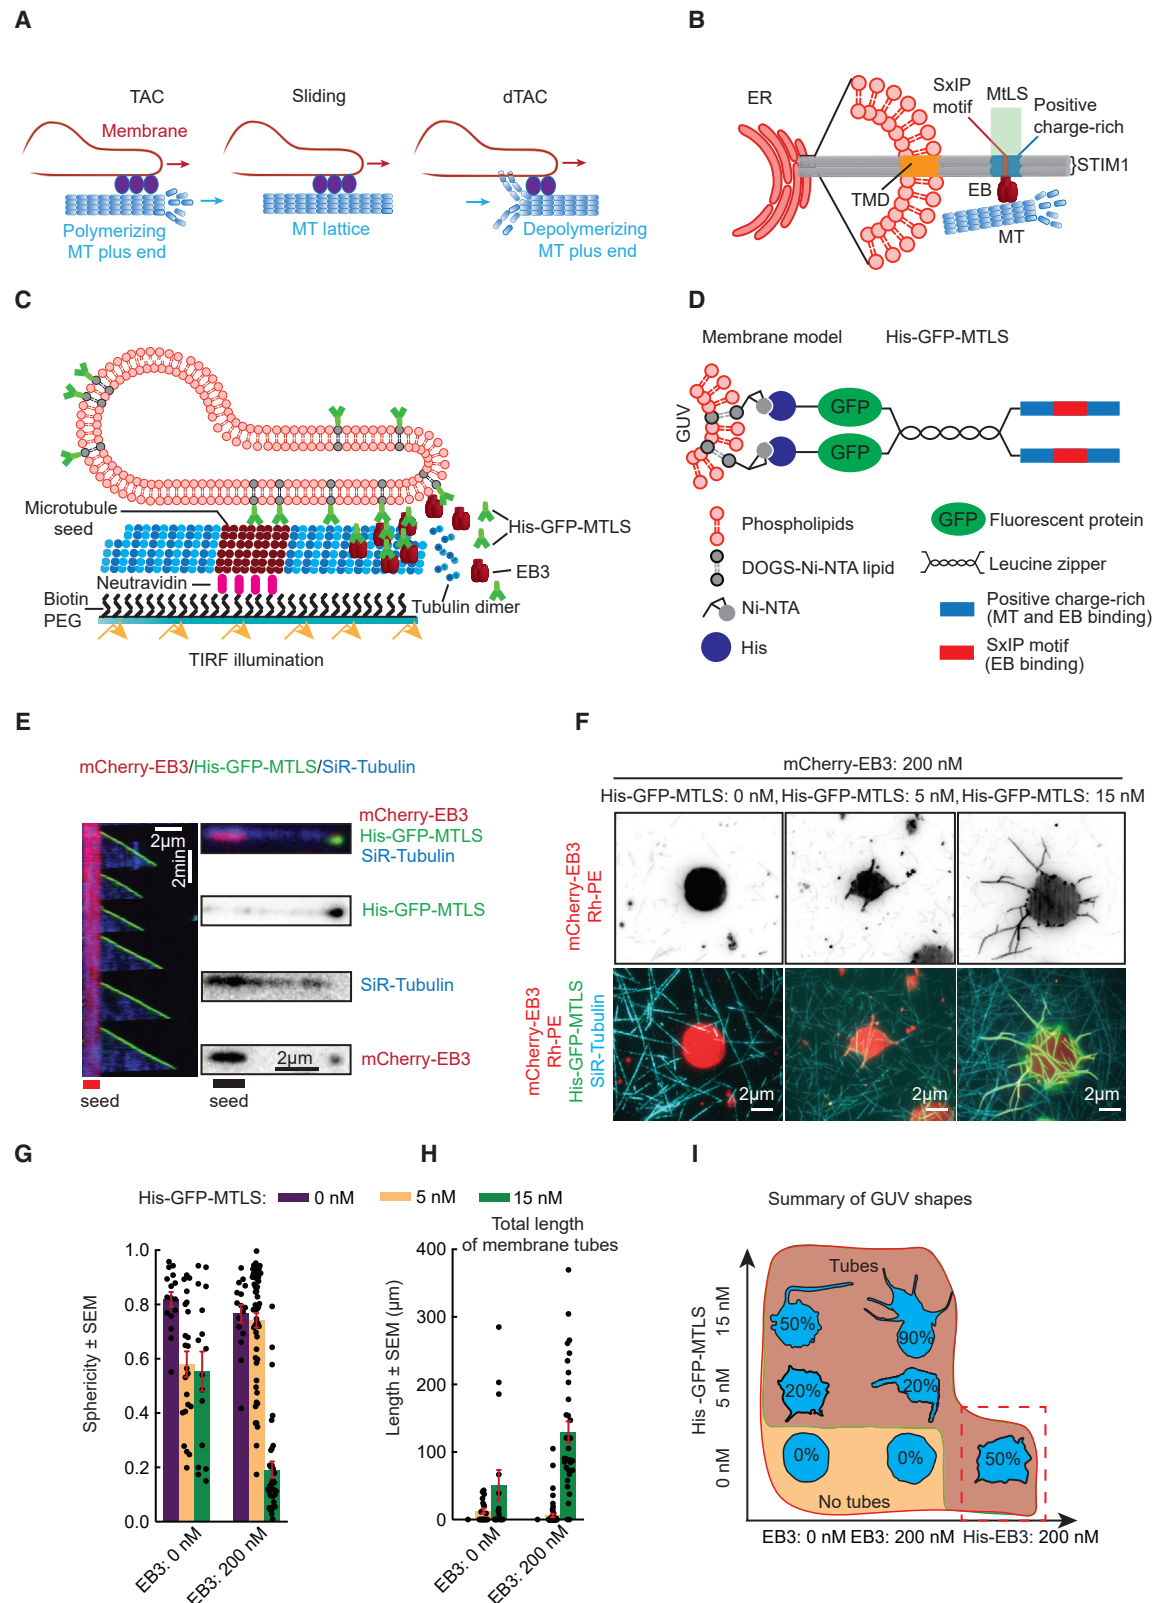 A
TAC
Sliding
dTAC
Membrane
Polymerizing
MT plus end
MT lattice
Depolymerizing
MT plus end
B
ER
SxIP
motif
MtLS
Positive
charge-rich
STIM1
TMD
EB
MT
C
Microtubule
seed
His-GFP-MTLS
EB3
Neutravidin
Biotin
PEG
Tubulin dimer
TIRF illumination
D
Membrane model
His-GFP-MTLS
GUV
GFP
GFP
Phospholipids
DOGS-Ni-NTA lipid
Ni-NTA
His
GFP
Fluorescent protein
Leucine zipper
Positive charge-rich
(MT and EB binding)
SxIP motif
(EB binding)
E
mCherry-EB3/His-GFP-MTLS/SiR-Tubulin
2µm
2min
mCherry-EB3
His-GFP-MTLS
SiR-Tubulin
His-GFP-MTLS
SiR-Tubulin
mCherry-EB3
2µm
seed
seed
F
mCherry-EB3: 200 nM
His-GFP-MTLS: 0 nM, His-GFP-MTLS: 5 nM, His-GFP-MTLS: 15 nM
mCherry-EB3
Rh-PE
mCherry-EB3
Rh-PE
His-GFP-MTLS
SiR-Tubulin
2µm
2µm
2µm
G
His-GFP-MTLS:
0 nM
5 nM
15 nM
Sphericity ± SEM
1.0
0.8
0.6
0.4
0.2
0.0
EB3: 0 nM
EB3: 200 nM
H
Total length
of membrane tubes
Length ± SEM (µm)
400
300
200
100
0
EB3: 0 nM
EB3: 200 nM
I
Summary of GUV shapes
His -GFP-MTLS
15 nM
5 nM
0 nM
Tubes
50%
90%
20%
20%
0%
0%
50%
No tubes
EB3: 0 nM EB3: 200 nM His-EB3: 200 nM